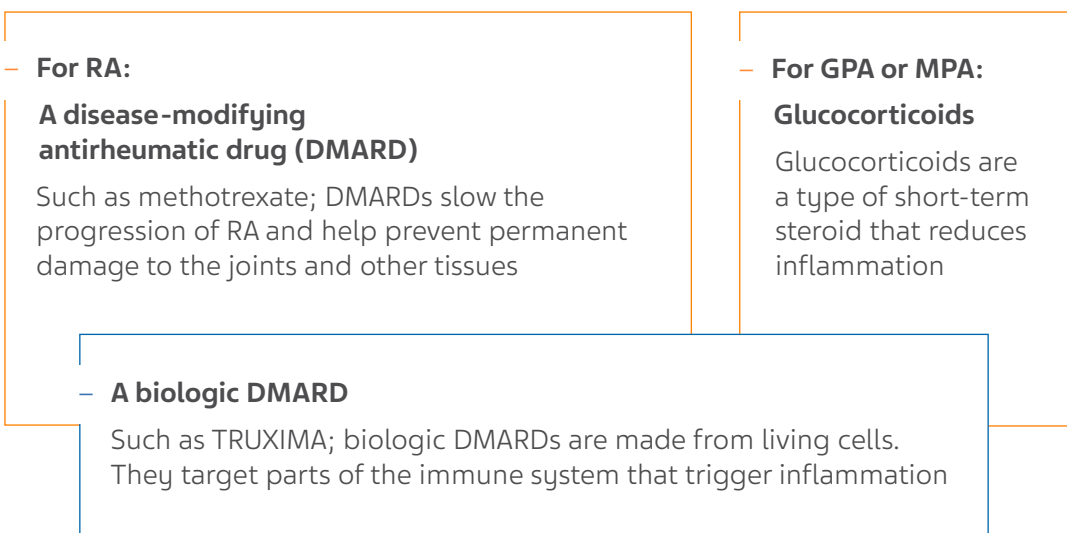 – For RA:
A disease-modifying
antirheumatic drug (DMARD)
Such as methotrexate; DMARDs slow the
progression of RA and help prevent permanent
damage to the joints and other tissues
– For GPA or MPA:
Glucocorticoids
Glucocorticoids are
a type of short-term
steroid that reduces
inflammation
– A biologic DMARD
Such as TRUXIMA; biologic DMARDs are made from living cells.
They target parts of the immune system that trigger inflammation